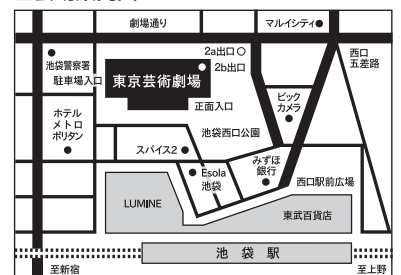 劇場通り
マルイシティ
2a出口
2b出口
西口
五差路
池袋警察署
駐車場入口
東京芸術劇場
正面入口
ビック
カメラ
ホテル
メトロ
ポリタン
池袋西口公園
スパイス2
みずほ
銀行
Esola
池袋
西口駅前広場
LUMINE
東武百貨店
池袋駅
至新宿
至上野